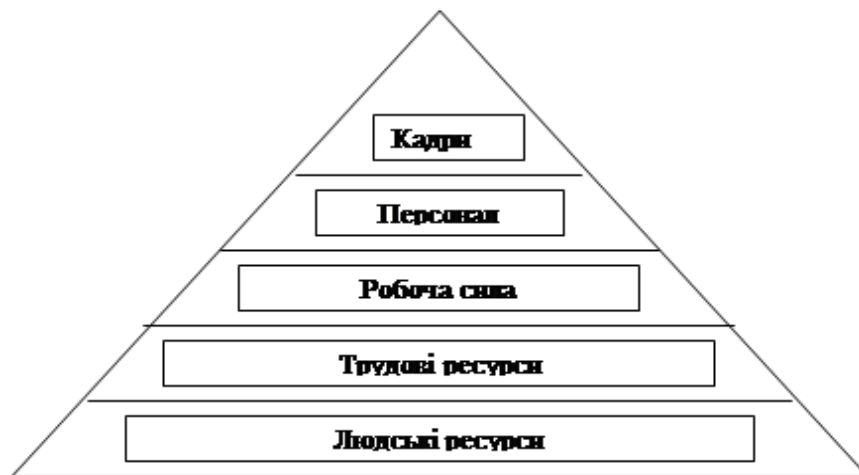 Кадри
Персонал
Робоча сила
Трудові ресурси
Людські ресурси